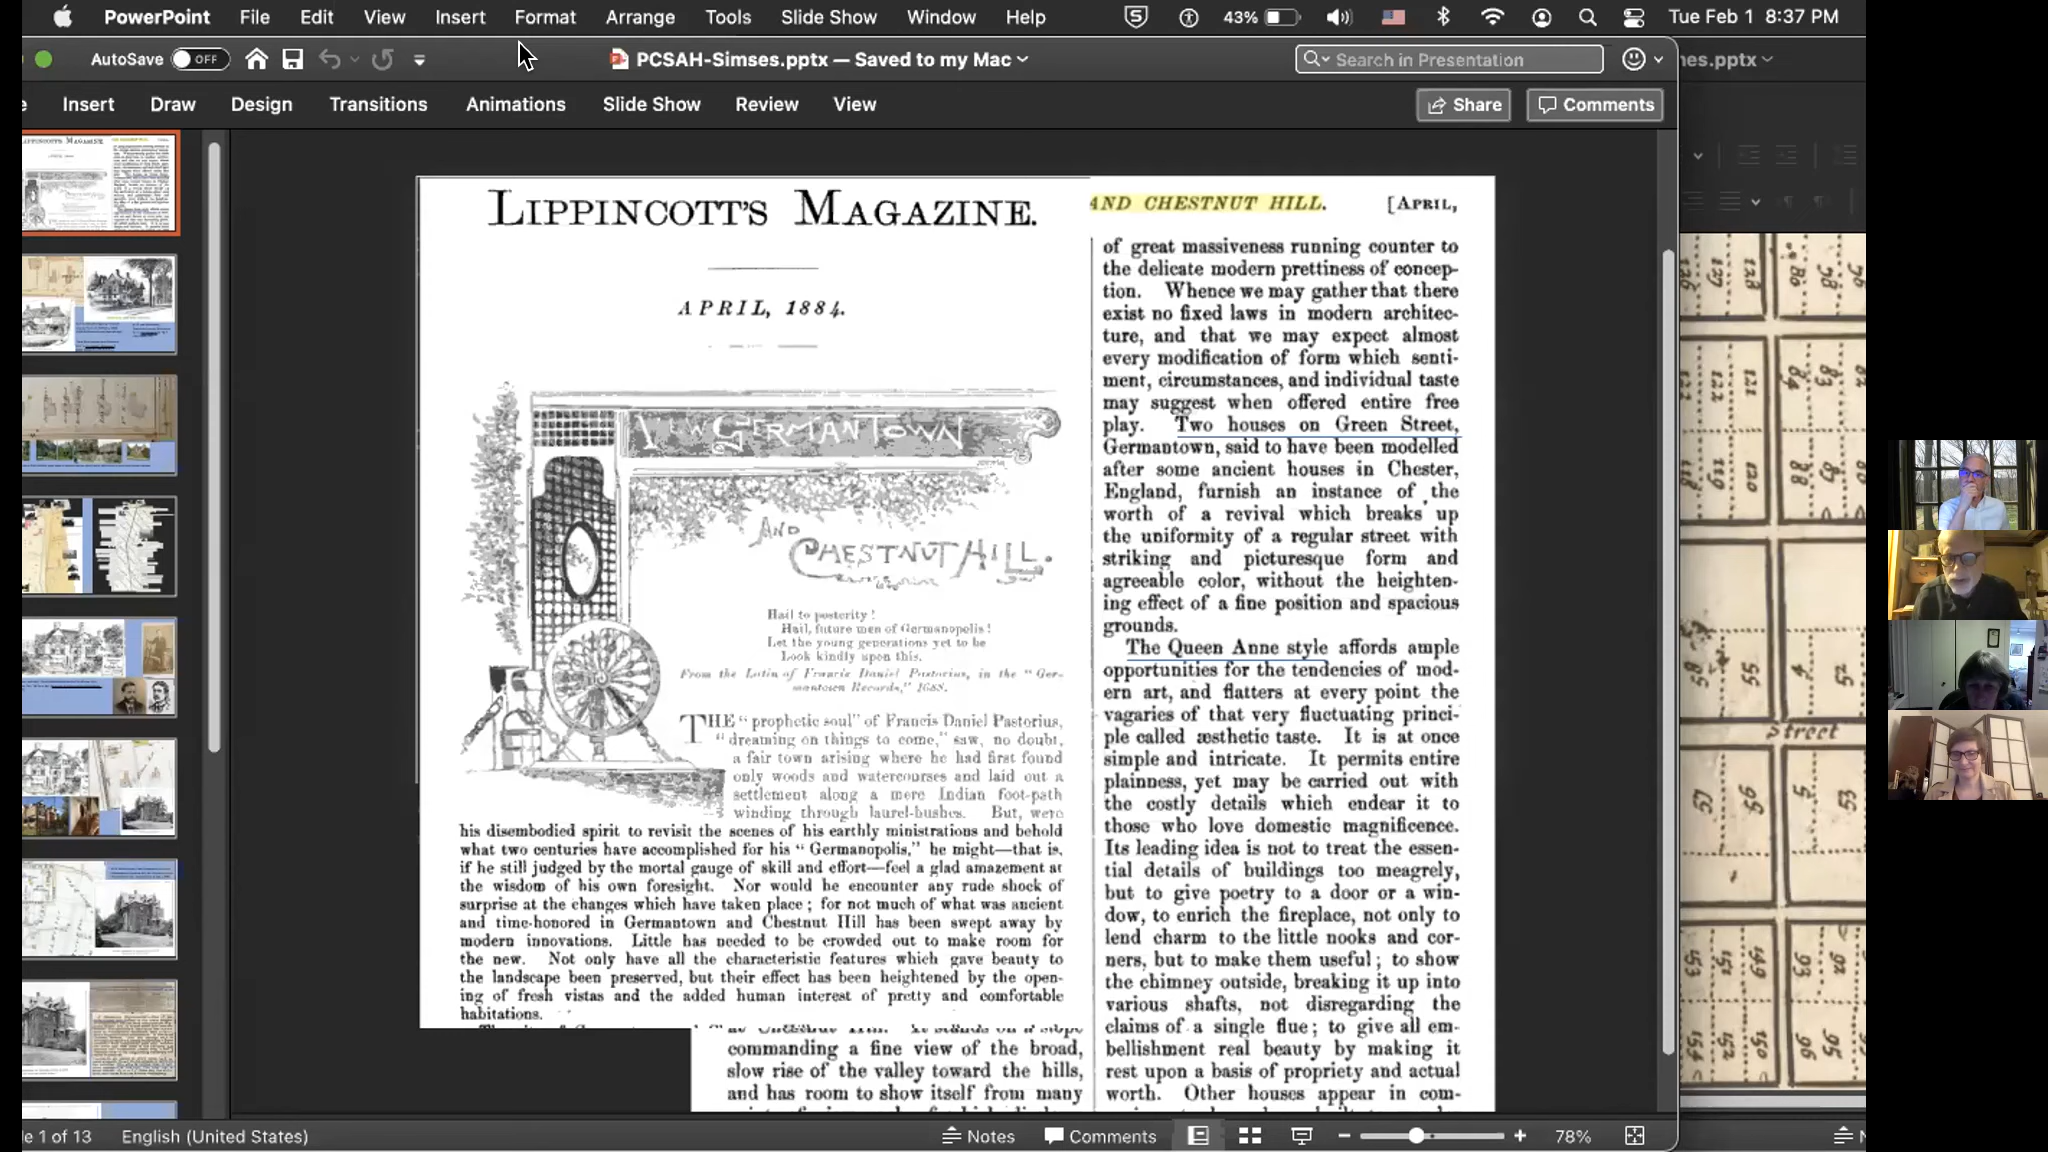 PowerPoint File Edit View Insert Format Arrange Tools Slide Show Window Help 43% Tue Feb 1 8:37 PM
AutoSave OFF PCSAH-Simses.pptx — Saved to my Mac Search in Presentation
Insert Draw Design Transitions Animations Slide Show Review View Share Comments
LIPPINCOTT'S MAGAZINE.
APRIL, 1884.
NEW GERMANTOWN
AND
CHESTNUT HILL.
Hail to posterity!
Hail, future men of Germanopolis!
Let the young generations yet to be
Look kindly upon this.
From the Latin of Francis Daniel Pastorius, in the "Ger-
mantown Records," 1688.
THE "prophetic soul" of Francis Daniel Pastorius,
"dreaming on things to come," saw, no doubt,
a fair town arising where he had first found
only woods and watercourses and laid out a
settlement along a mere Indian foot-path
winding through laurel-bushes. But, were
his disembodied spirit to revisit the scenes of his earthly ministrations and behold
what two centuries have accomplished for his "Germanopolis," he might—that is,
if he still judged by the mortal gauge of skill and effort—feel a glad amazement at
the wisdom of his own foresight. Nor would he encounter any rude shock of
surprise at the changes which have taken place; for not much of what was ancient
and time-honored in Germantown and Chestnut Hill has been swept away by
modern innovations. Little has needed to be crowded out to make room for
the new. Not only have all the characteristic features which gave beauty to
the landscape been preserved, but their effect has been heightened by the open-
ing of fresh vistas and the added human interest of pretty and comfortable
habitations.
at Chestnut Hill. It stands on a slope
commanding a fine view of the broad,
slow rise of the valley toward the hills,
and has room to show itself from many
AND CHESTNUT HILL. [APRIL,
of great massiveness running counter to
the delicate modern prettiness of concep-
tion. Whence we may gather that there
exist no fixed laws in modern architec-
ture, and that we may expect almost
every modification of form which senti-
ment, circumstances, and individual taste
may suggest when offered entire free
play. Two houses on Green Street,
Germantown, said to have been modelled
after some ancient houses in Chester,
England, furnish an instance of the
worth of a revival which breaks up
the uniformity of a regular street with
striking and picturesque form and
agreeable color, without the heighten-
ing effect of a fine position and spacious
grounds.
The Queen Anne style affords ample
opportunities for the tendencies of mod-
ern art, and flatters at every point the
vagaries of that very fluctuating princi-
ple called æsthetic taste. It is at once
simple and intricate. It permits entire
plainness, yet may be carried out with
the costly details which endear it to
those who love domestic magnificence.
Its leading idea is not to treat the essen-
tial details of buildings too meagrely,
but to give poetry to a door or a win-
dow, to enrich the fireplace, not only to
lend charm to the little nooks and cor-
ners, but to make them useful; to show
the chimney outside, breaking it up into
various shafts, not disregarding the
claims of a single flue; to give all em-
bellishment real beauty by making it
rest upon a basis of propriety and actual
worth. Other houses appear in com-
Street
1 of 13 English (United States) Notes Comments 78%